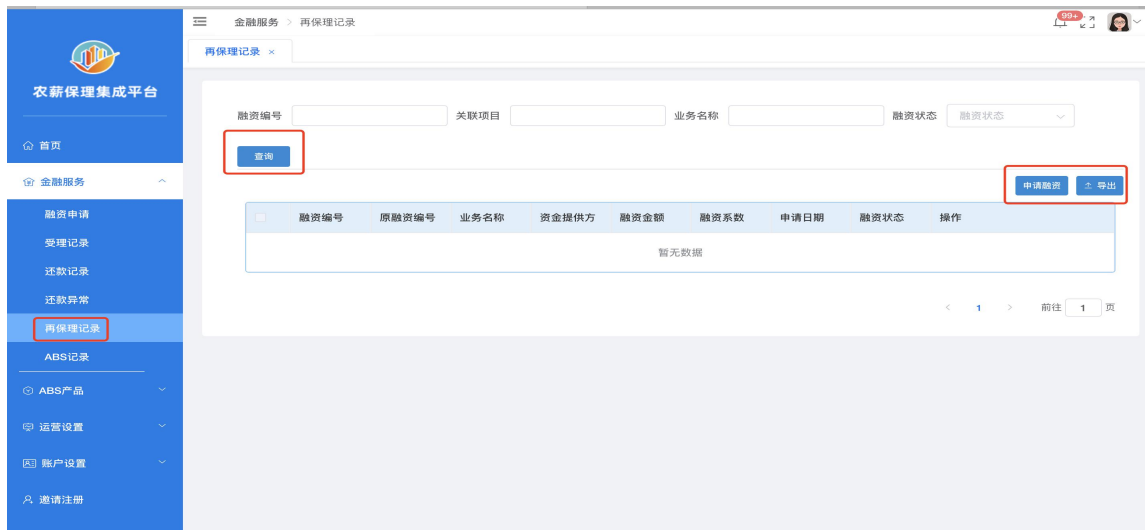 金融服务 > 再保理记录
99+
再保理记录 ×
农薪保理集成平台
首页
金融服务
融资申请
受理记录
还款记录
还款异常
再保理记录
ABS记录
ABS产品
运营设置
账户设置
邀请注册
融资编号 关联项目 业务名称 融资状态 融资状态
查询
申请融资 导出
融资编号 原融资编号 业务名称 资金提供方 融资金额 融资系数 申请日期 融资状态 操作
暂无数据
< 1 > 前往 1 页